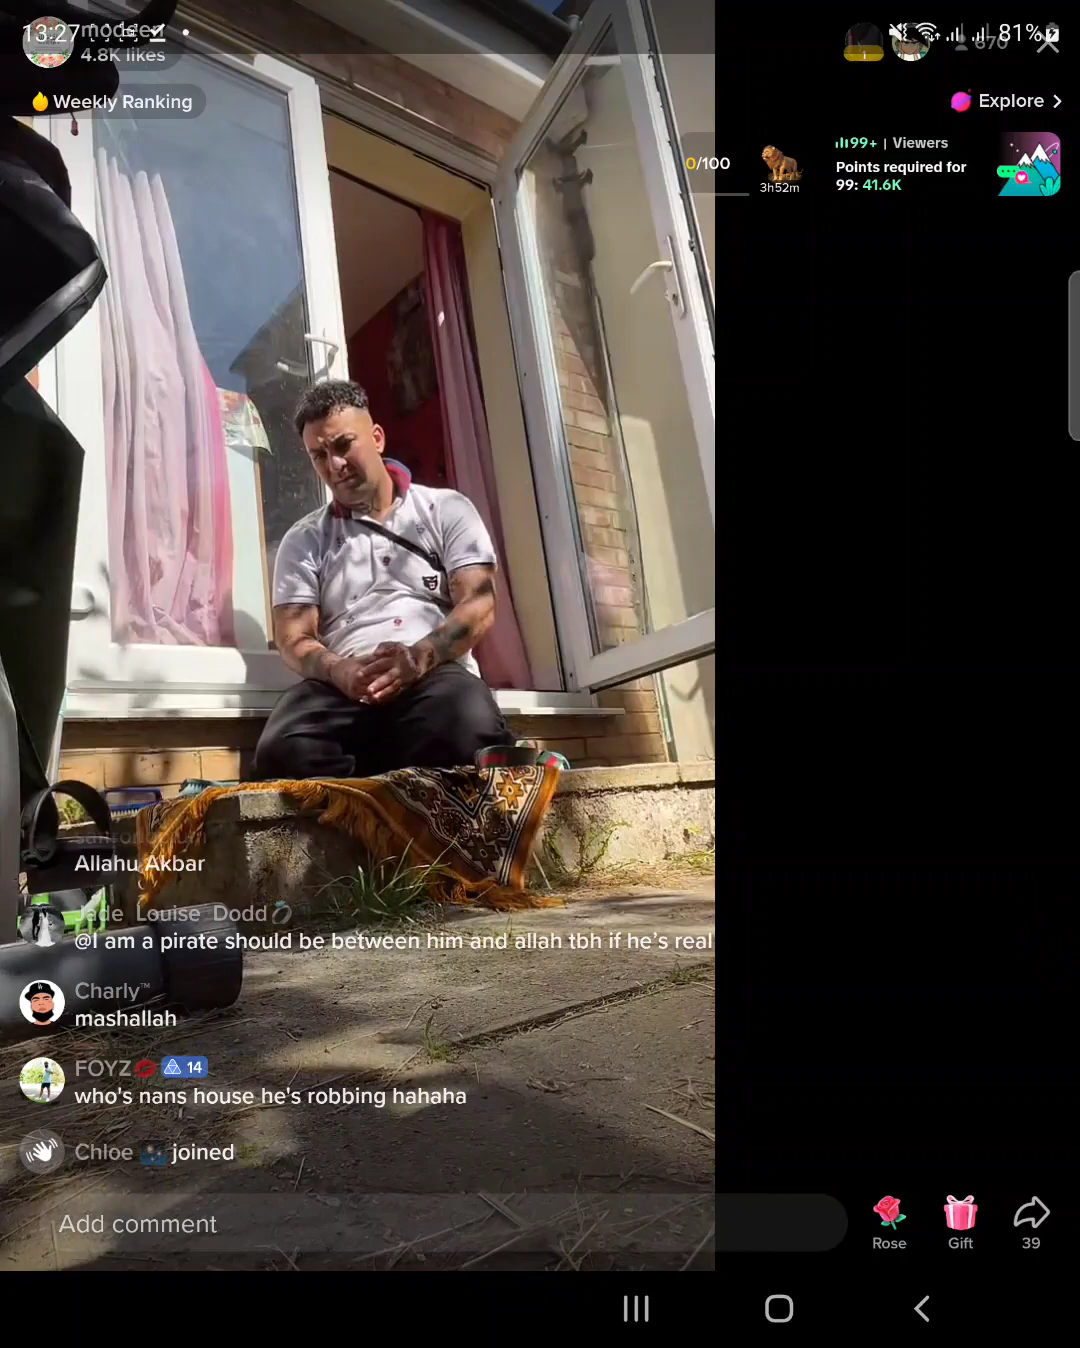 13:27
81%
4.8K likes
670
Weekly Ranking
Explore
0/100
3h52m
99+ | Viewers
Points required for
99: 41.6K
Allahu Akbar
Jade Louise Dodd
@I am a pirate should be between him and allah tbh if he's real
Charly™
mashallah
FOYZ 14
who's nans house he's robbing hahaha
Chloe joined
Add comment
Rose
Gift
39